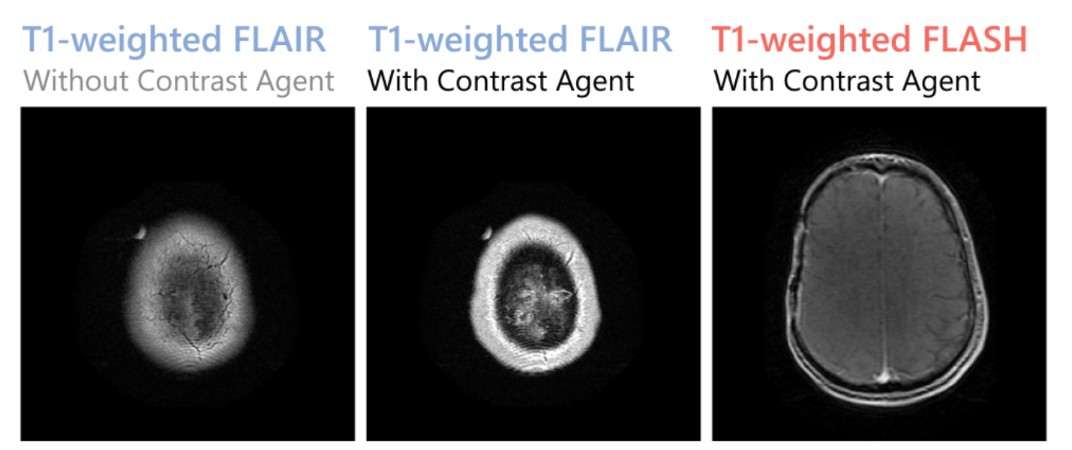 T1-weighted FLAIR
Without Contrast Agent
T1-weighted FLAIR
With Contrast Agent
T1-weighted FLASH
With Contrast Agent